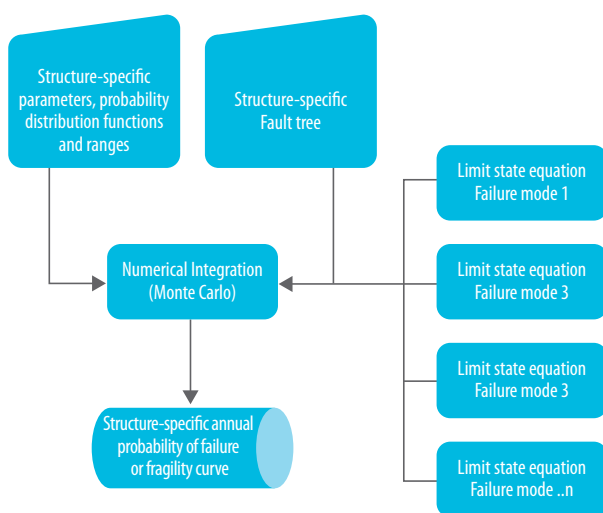 Structure-specific
parameters, probability
distribution functions
and ranges
Structure-specific
Fault tree
Limit state equation
Failure mode 1
Numerical Integration
(Monte Carlo)
Limit state equation
Failure mode 3
Limit state equation
Failure mode 3
Structure-specific annual
probability of failure
or fragility curve
Limit state equation
Failure mode ..n